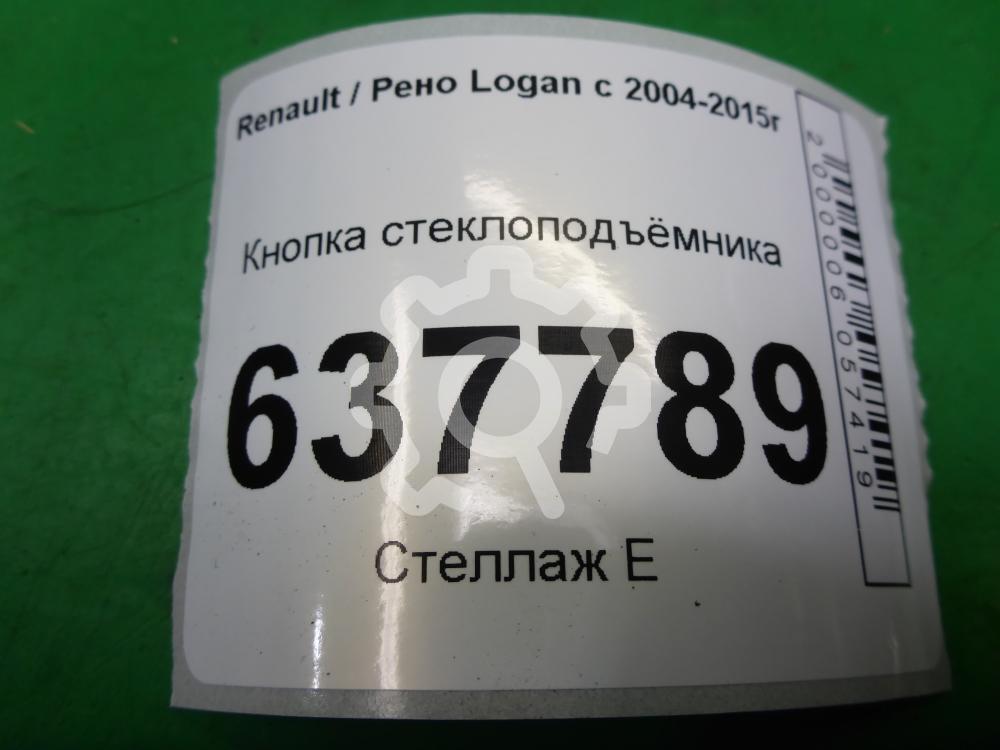 Renault / Рено Logan с 2004-2015г
Кнопка стеклоподъёмника
637789
Стеллаж Е
2000006057419